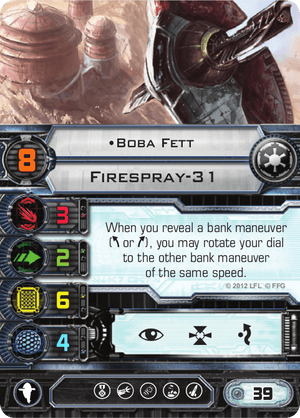 •Boba Fett
8
Firespray-31
3
When you reveal a bank maneuver
(↰ or ↱), you may rotate your dial
to the other bank maneuver
of the same speed.
© 2012 LFL © FFG
2
6
4
39